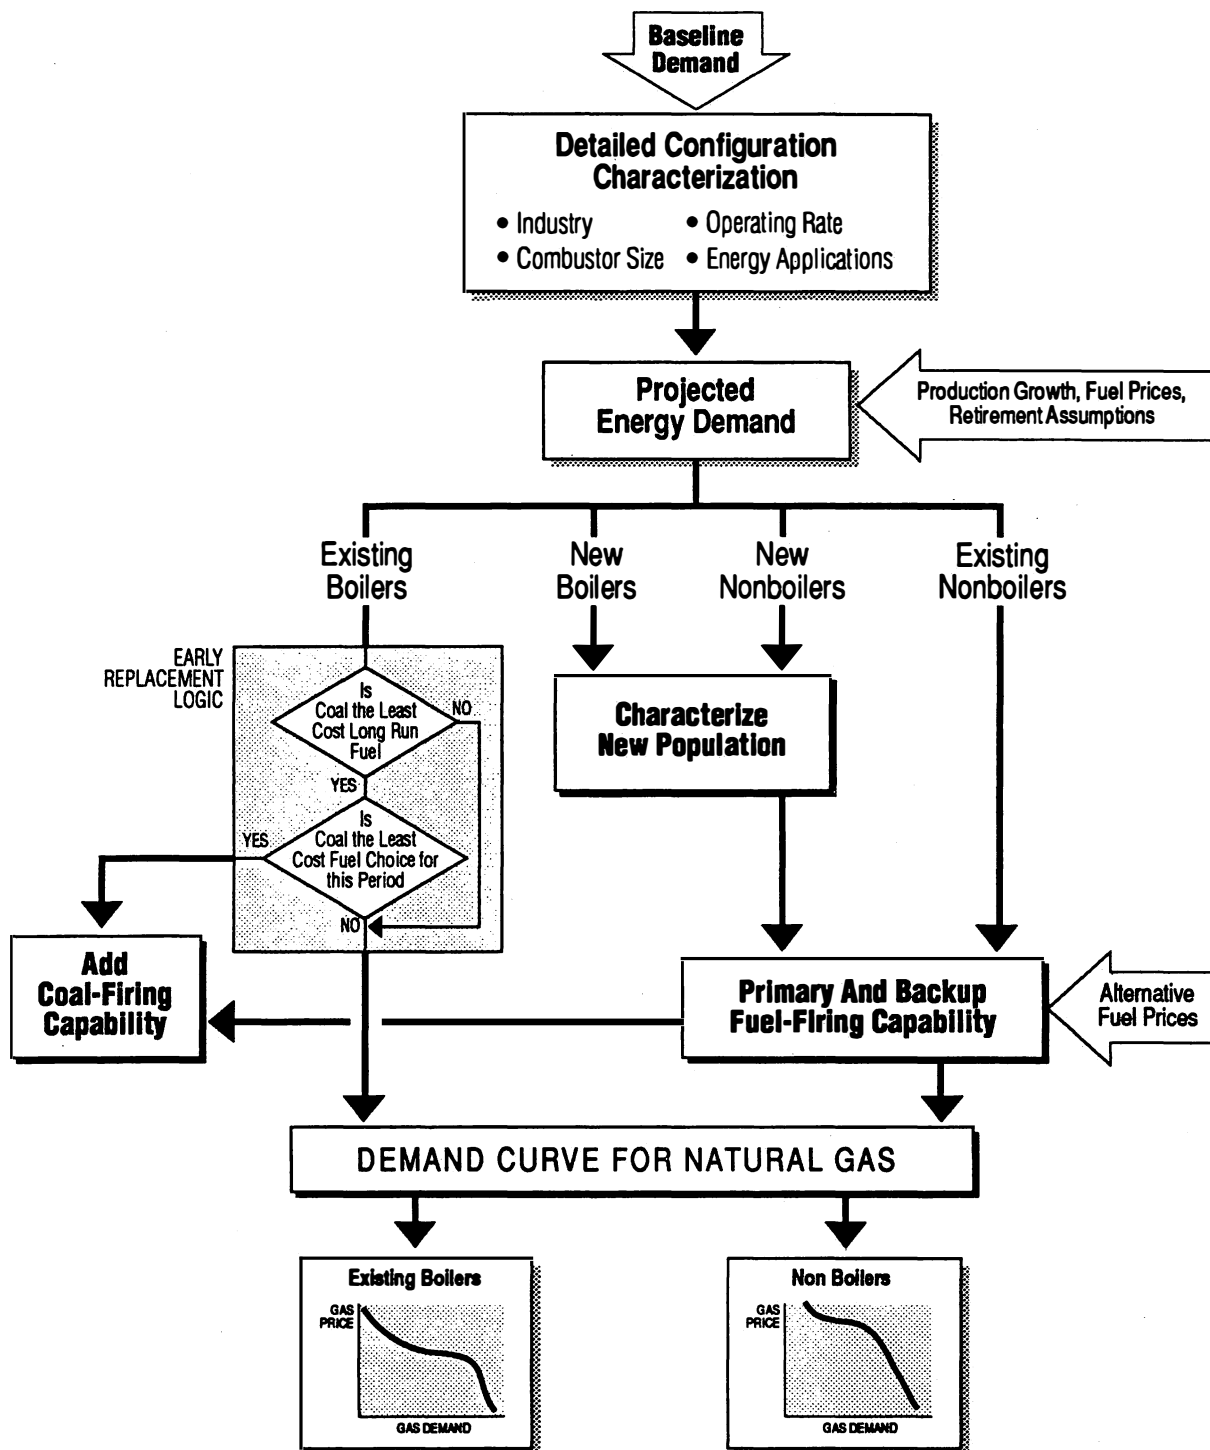 Baseline
Demand
Detailed Configuration
Characterization
• Industry
• Operating Rate
• Combustor Size
• Energy Applications
Projected
Energy Demand
Production Growth, Fuel Prices,
Retirement Assumptions
Existing
Boilers
New
Boilers
New
Nonboilers
Existing
Nonboilers
EARLY
REPLACEMENT
LOGIC
Is
Coal the Least
Cost Long Run
Fuel
NO
YES
Is
Coal the Least
Cost Fuel Choice for
this Period
YES
NO
Characterize
New Population
Add
Coal-Firing
Capability
Primary And Backup
Fuel-Firing Capability
Alternative
Fuel Prices
DEMAND CURVE FOR NATURAL GAS
Existing Boilers
GAS
PRICE
GAS DEMAND
Non Boilers
GAS
PRICE
GAS DEMAND